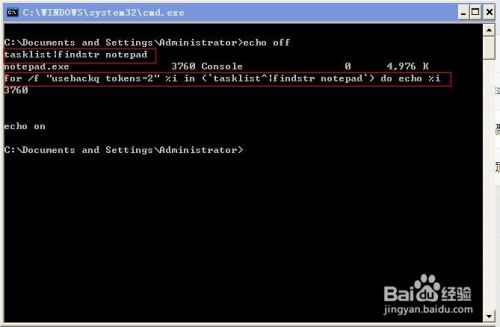 C:\WINDOWS\system32\cmd.exe
C:\Documents and Settings\Administrator>echo off
tasklist|findstr notepad
notepad.exe 3760 Console 0 4,976 K
for /f "usebackq tokens=2" %i in (`tasklist^|findstr notepad`) do echo %i
3760
echo on
C:\Documents and Settings\Administrator>
Bai du 经验
jingyan.baidu.com